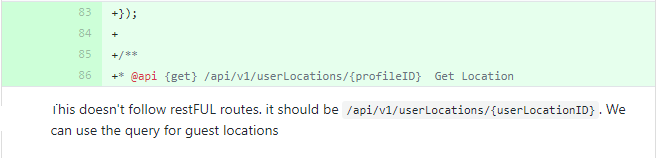 83 +});
84 +
85 +/**
86 +* @api {get} /api/v1/userLocations/{profileID} Get Location
This doesn't follow restFUL routes. it should be /api/v1/userLocations/{userLocationID}. We
can use the query for guest locations